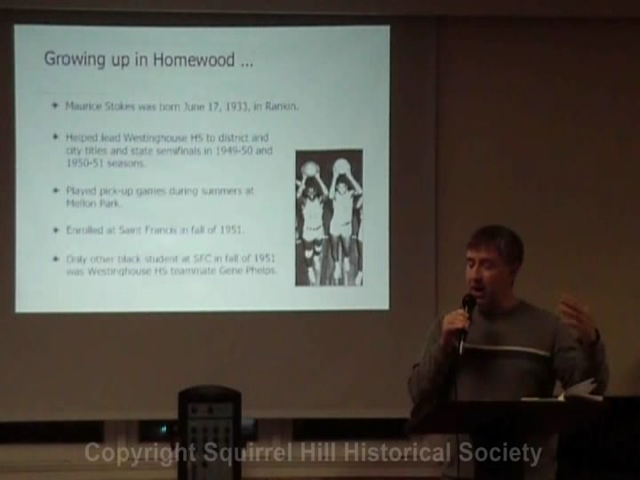 Growing up in Homewood ...
Maurice Stokes was born June 17, 1933, in Rankin.
Helped lead Westinghouse HS to district and
city titles and state semifinals in 1949-50 and
1950-51 seasons.
Played pick-up games during summers at
Mellon Park.
Enrolled at Saint Francis in fall of 1951.
Only other black student at SFC in fall of 1951
was Westinghouse HS teammate Gene Phelps.
Copyright Squirrel Hill Historical Society